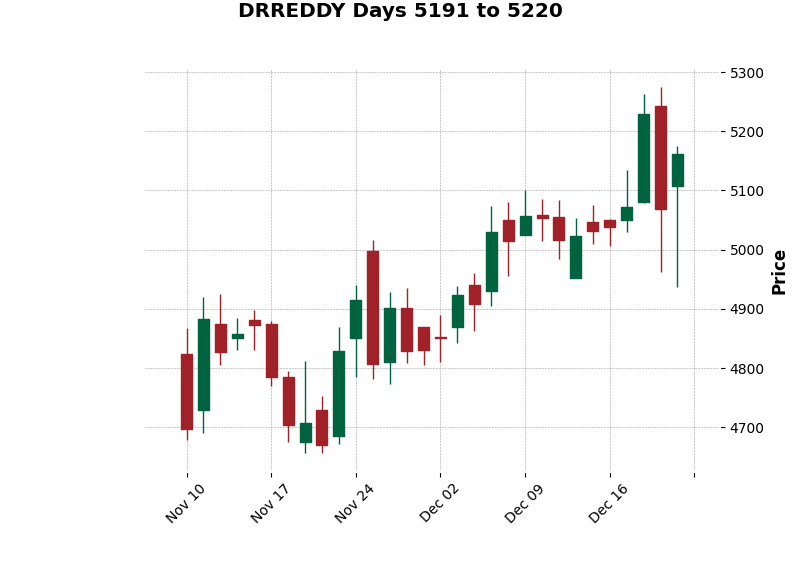 DRREDDY Days 5191 to 5220
5300
5200
5100
5000
4900
4800
4700
Price
Nov 10
Nov 17
Nov 24
Dec 02
Dec 09
Dec 16